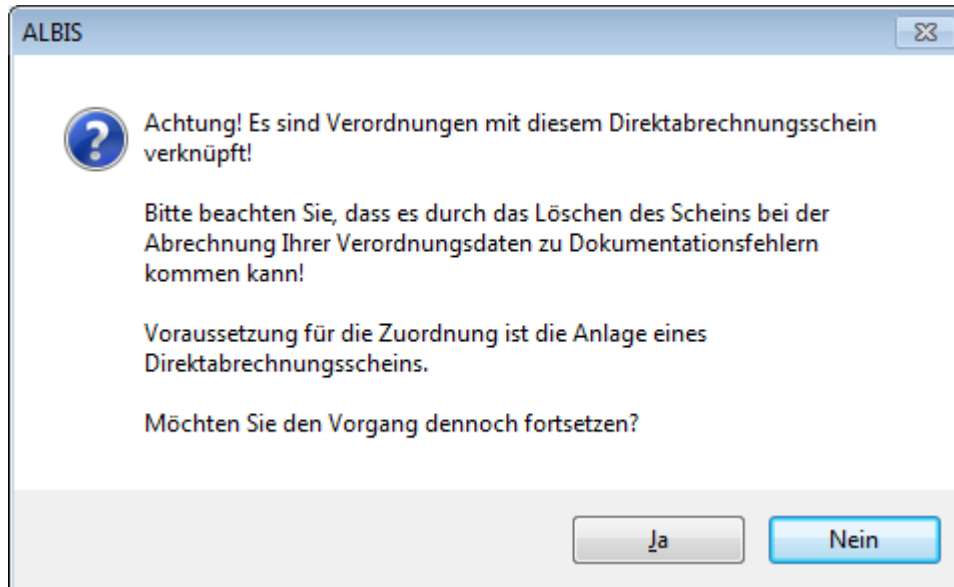 ALBIS
Achtung! Es sind Verordnungen mit diesem Direktabrechnungsschein
verknüpft!
Bitte beachten Sie, dass es durch das Löschen des Scheins bei der
Abrechnung Ihrer Verordnungsdaten zu Dokumentationsfehlern
kommen kann!
Voraussetzung für die Zuordnung ist die Anlage eines
Direktabrechnungsscheins.
Möchten Sie den Vorgang dennoch fortsetzen?
Ja Nein